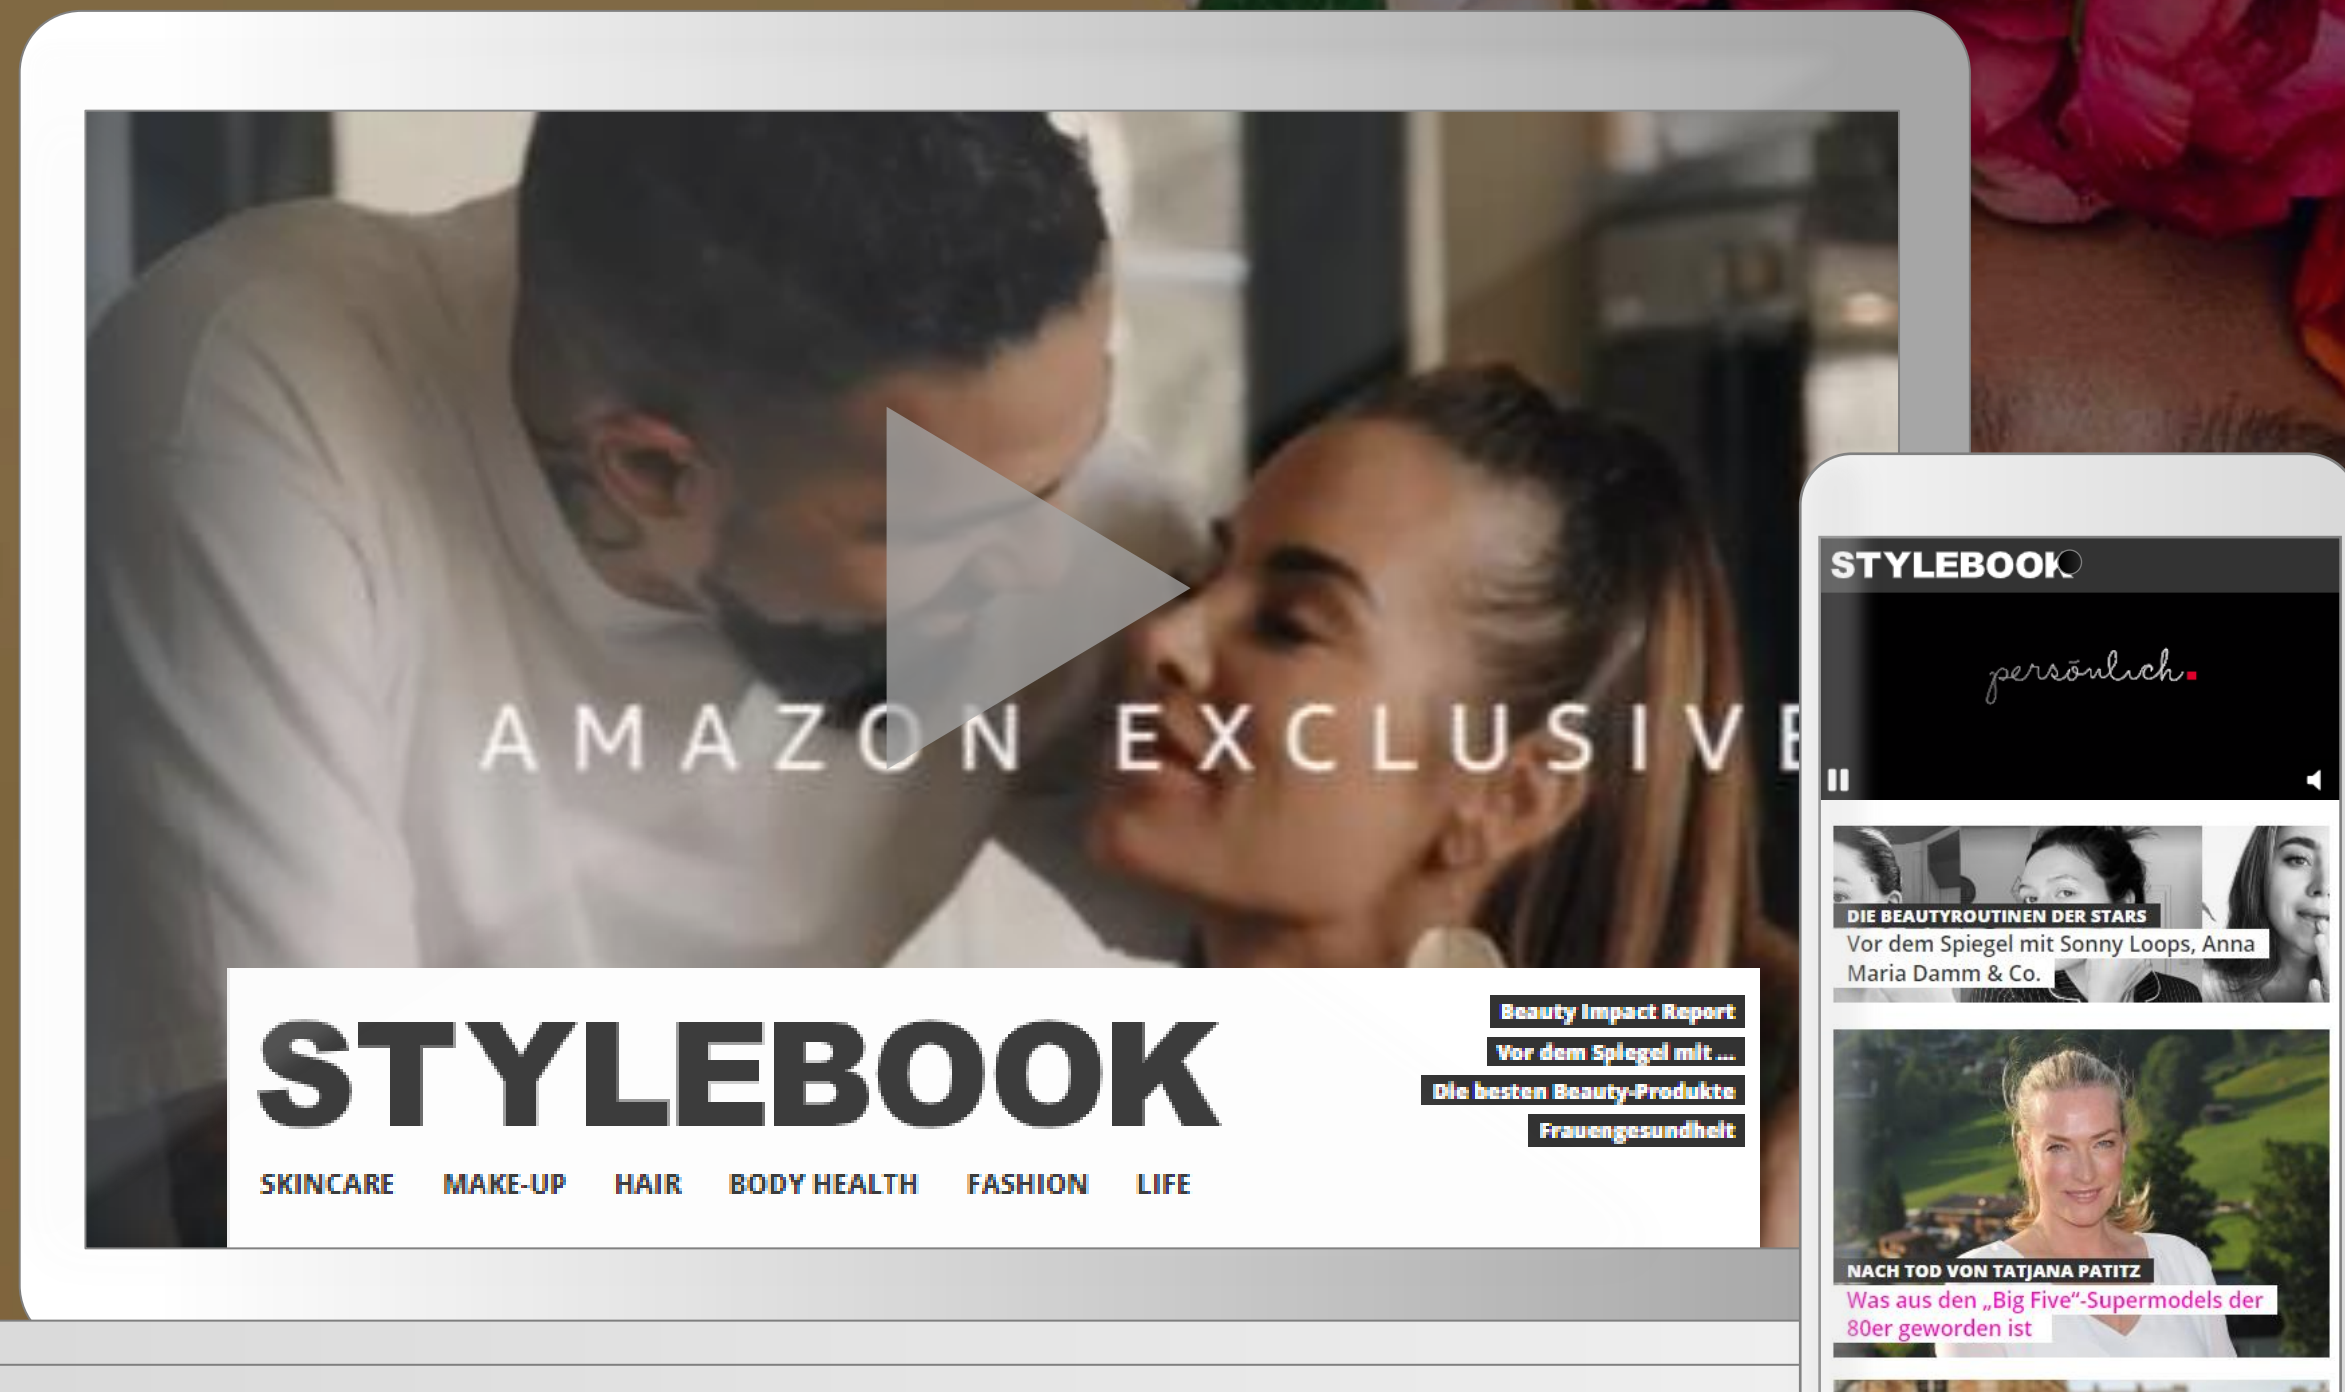 AMAZON EXCLUSIVE
STYLEBOOK
SKINCARE MAKE-UP HAIR BODY HEALTH FASHION LIFE
Beauty Impact Report
Vor dem Spiegel mit ...
Die besten Beauty-Produkte
Frauengesundheit
STYLEBOOK
persönlich.
DIE BEAUTYROUTINEN DER STARS
Vor dem Spiegel mit Sonny Loops, Anna
Maria Damm & Co.
NACH TOD VON TATJANA PATITZ
Was aus den „Big Five“-Supermodels der
80er geworden ist